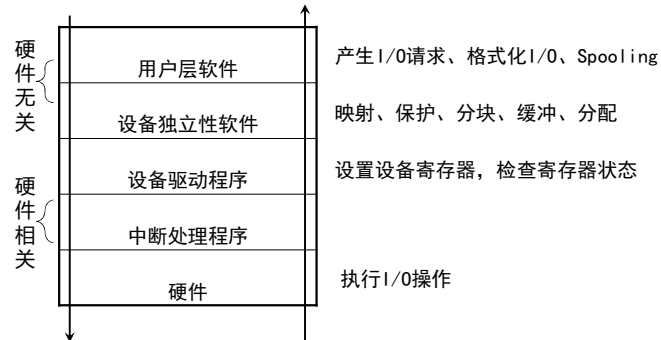 硬件无关
用户层软件
产生I/O请求、格式化I/O、Spooling
设备独立性软件
映射、保护、分块、缓冲、分配
硬件相关
设备驱动程序
设置设备寄存器，检查寄存器状态
中断处理程序
硬件
执行I/O操作